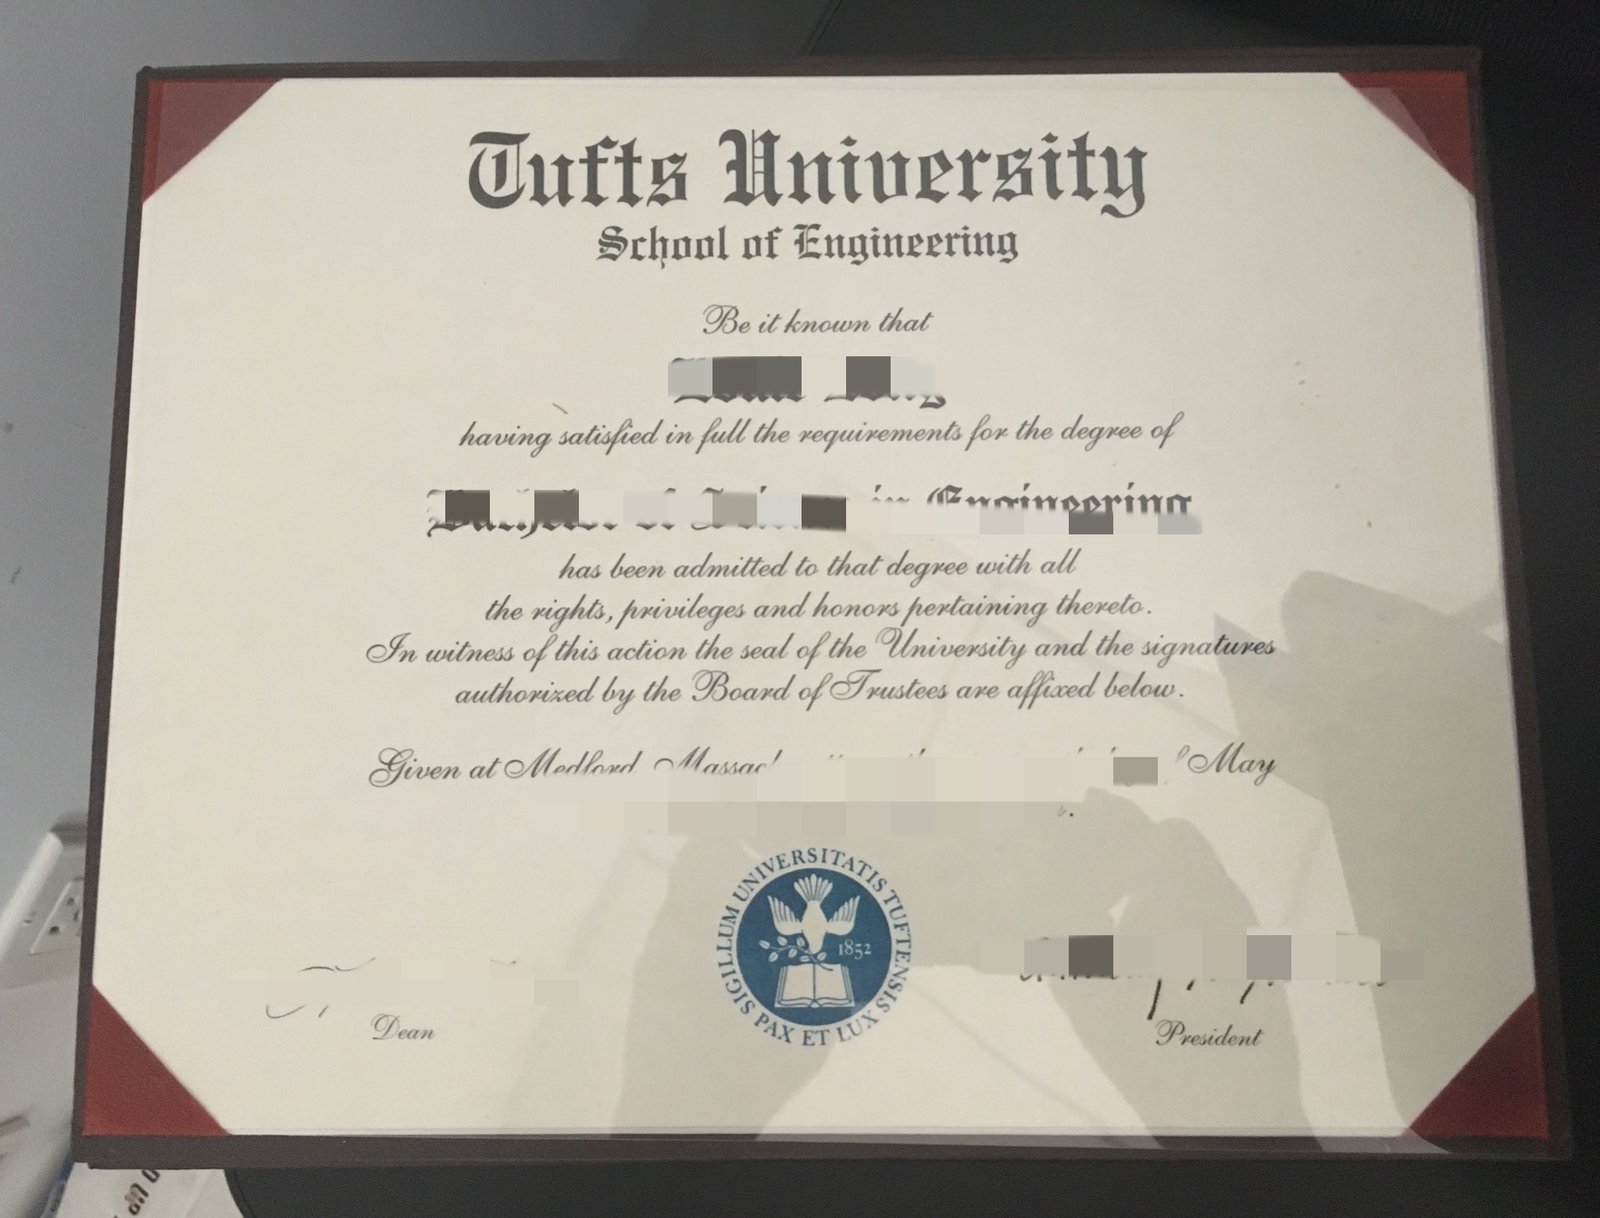 Tufts University
School of Engineering
Be it known that
having satisfied in full the requirements for the degree of
Bachelor of in Engineering
has been admitted to that degree with all
the rights, privileges and honors pertaining thereto.
In witness of this action the seal of the University and the signatures
authorized by the Board of Trustees are affixed below.
Given at Medford, May
SIGILLUM UNIVERSITATIS TUFTENSIS
1852
PAX ET LUX
Dean
President